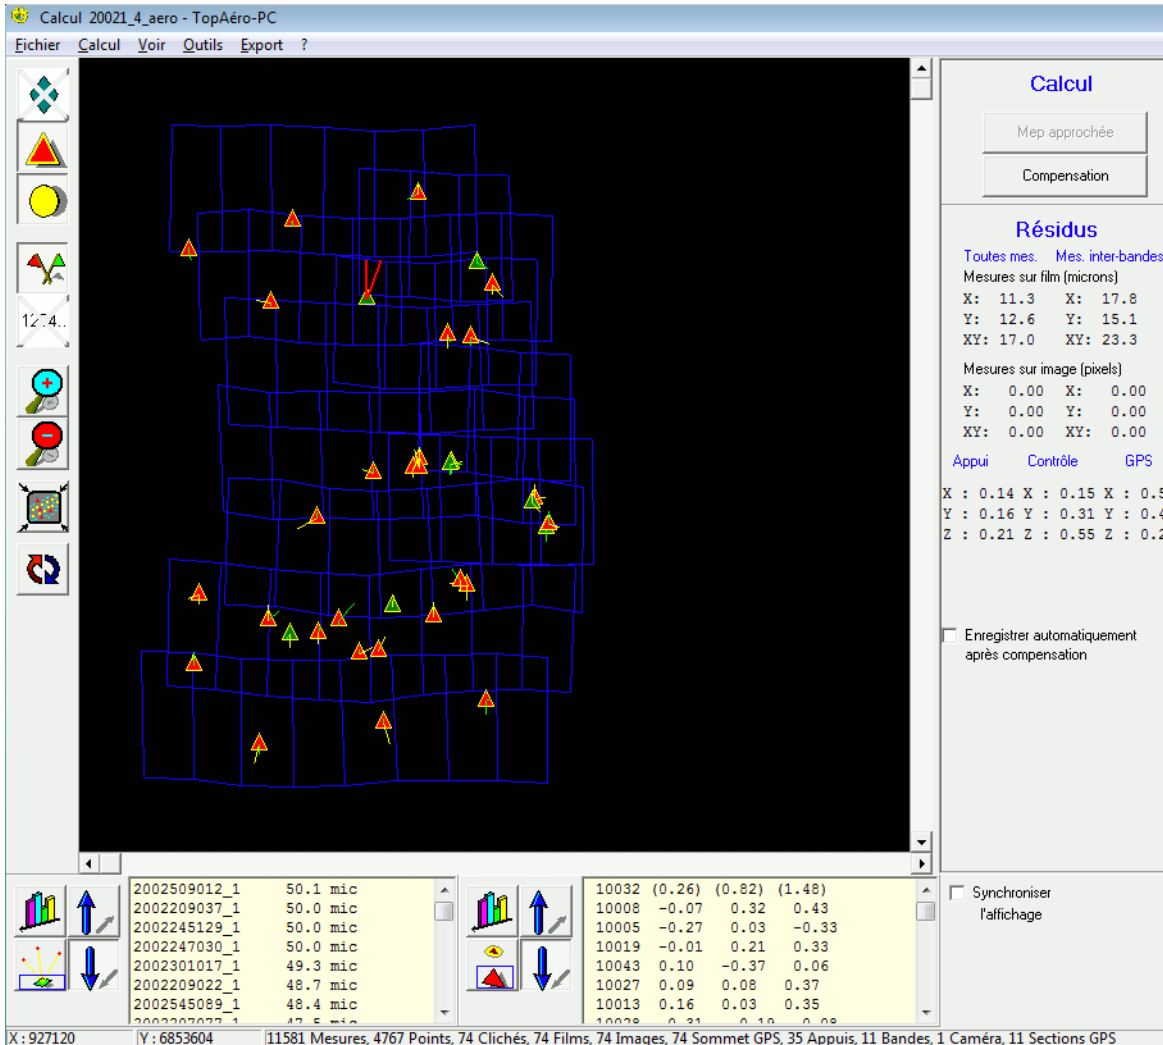 Calcul 20021_4_aero - TopAéro-PC
Fichier Calcul Voir Outils Export ?
Calcul
Mep approchée
Compensation
Résidus
Toutes mes. Mes. inter-bandes
Mesures sur film (microns)
X: 11.3 X: 17.8
Y: 12.6 Y: 15.1
XY: 17.0 XY: 23.3
Mesures sur image (pixels)
X: 0.00 X: 0.00
Y: 0.00 Y: 0.00
XY: 0.00 XY: 0.00
Appui Contrôle GPS
X : 0.14 X : 0.15 X : 0.5
Y : 0.16 Y : 0.31 Y : 0.4
Z : 0.21 Z : 0.55 Z : 0.2
Enregistrer automatiquement
après compensation
2002509012_1 50.1 mic
2002209037_1 50.0 mic
2002245129_1 50.0 mic
2002247030_1 50.0 mic
2002301017_1 49.3 mic
2002209022_1 48.7 mic
2002545089_1 48.4 mic
10032 (0.26) (0.82) (1.48)
10008 -0.07 0.32 0.43
10005 -0.27 0.03 -0.33
10019 -0.01 0.21 0.33
10043 0.10 -0.37 0.06
10027 0.09 0.08 0.37
10013 0.16 0.03 0.35
Synchroniser
l'affichage
X : 927120 Y : 6853604 11581 Mesures, 4767 Points, 74 Clichés, 74 Films, 74 Images, 74 Sommet GPS, 35 Appuis, 11 Bandes, 1 Caméra, 11 Sections GPS